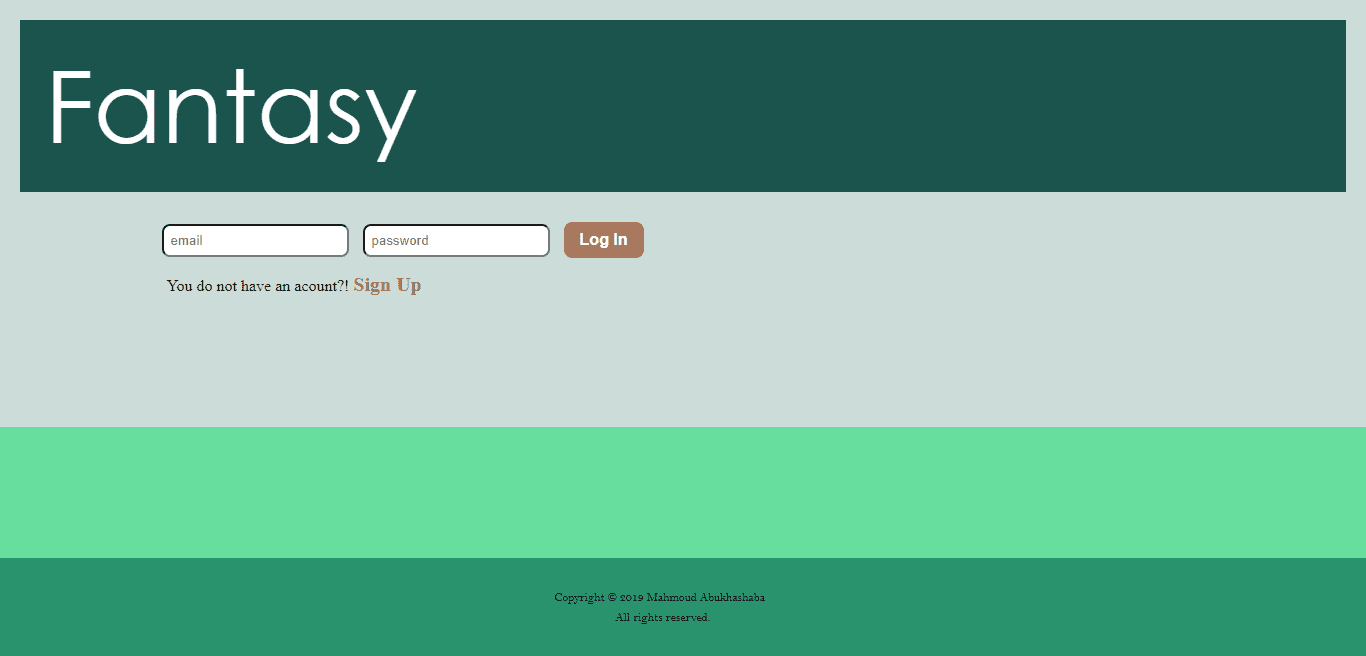 Fantasy
email password Log In
You do not have an acount?! Sign Up
Copyright © 2019 Mahmoud Abukhashaba
All rights reserved.